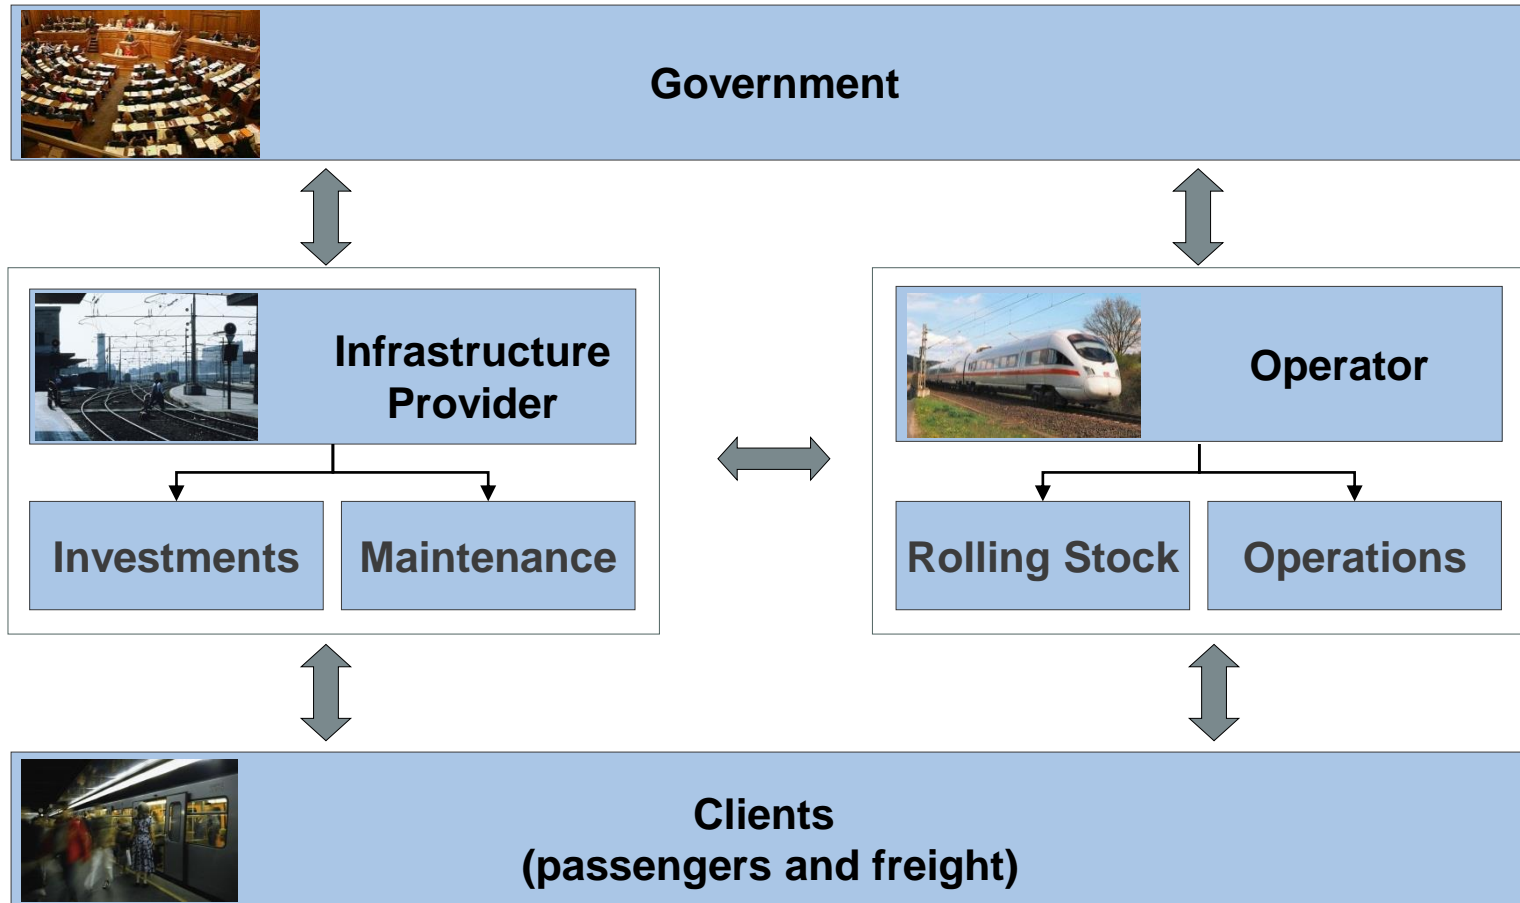 Government
Infrastructure
Provider
Operator
Investments
Maintenance
Rolling Stock
Operations
Clients
(passengers and freight)